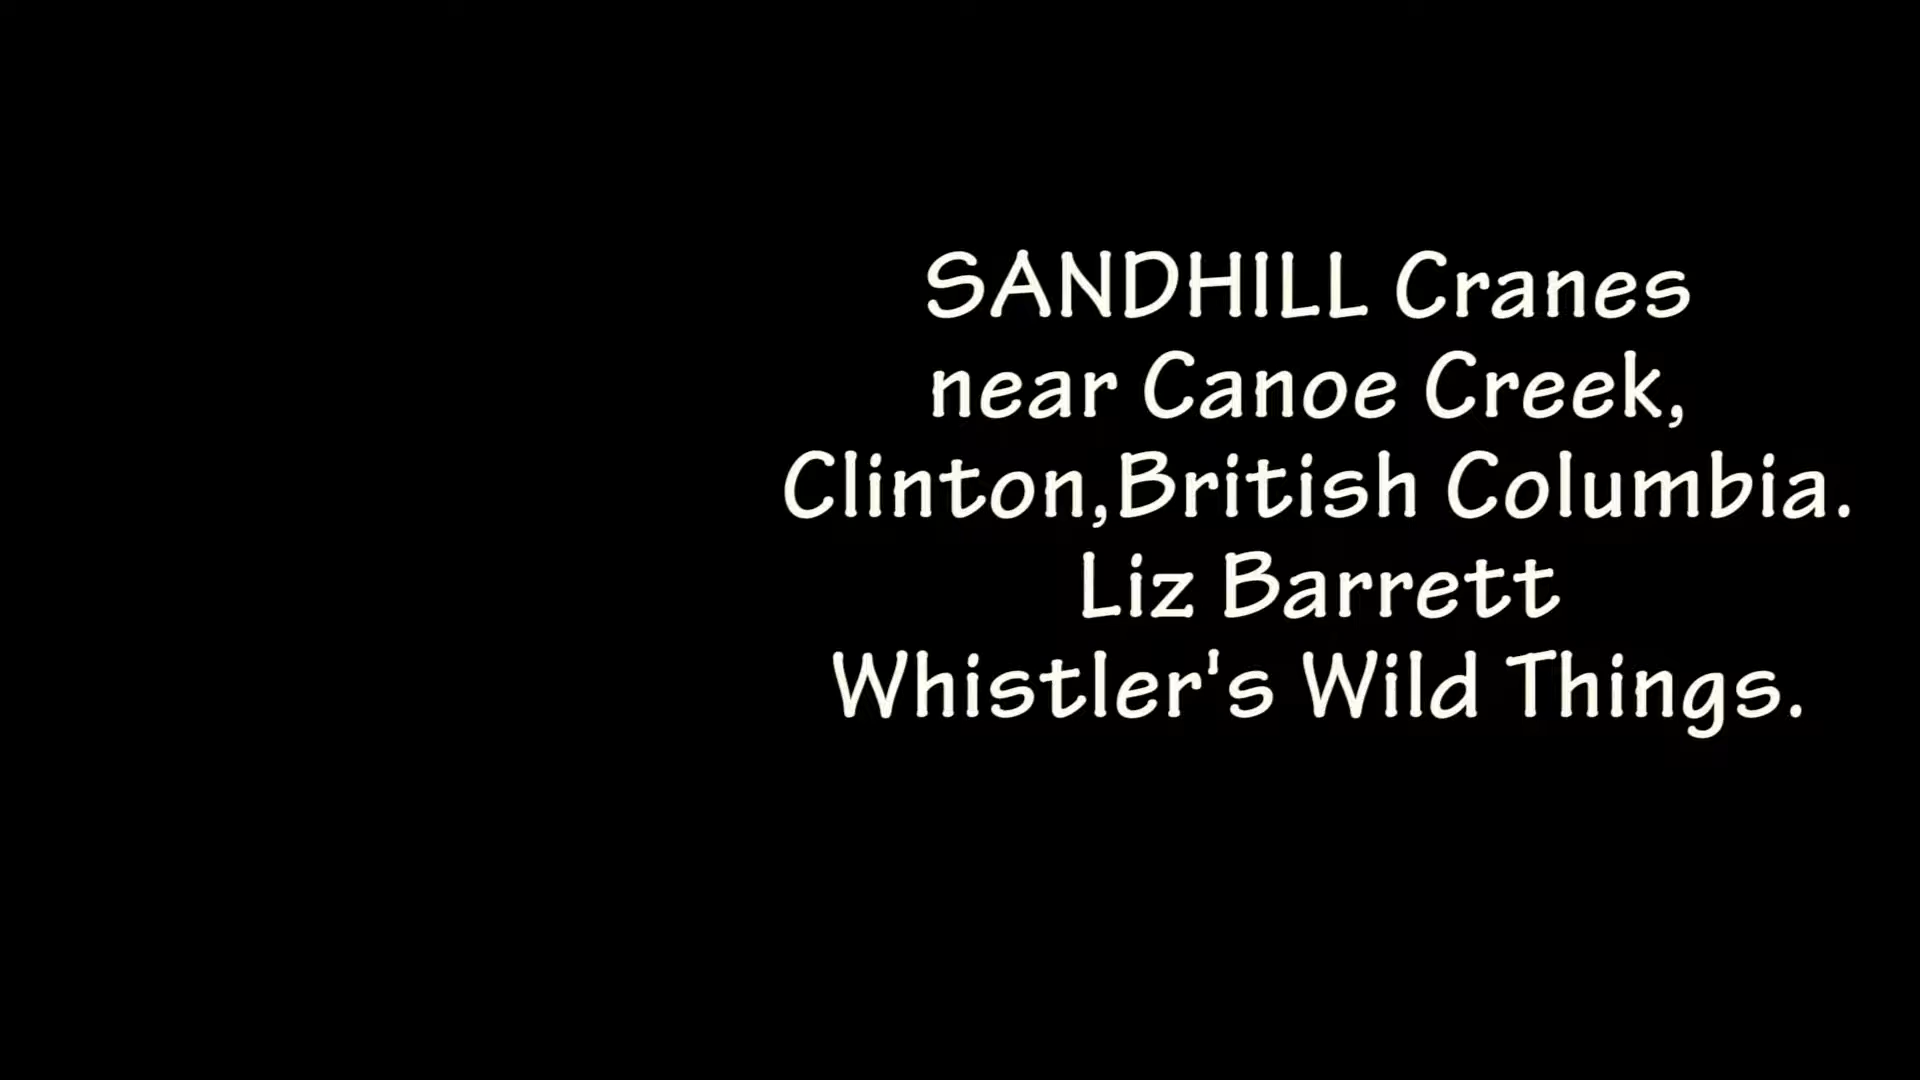 SANDHILL Cranes
near Canoe Creek,
Clinton,British Columbia.
Liz Barrett
Whistler's Wild Things.